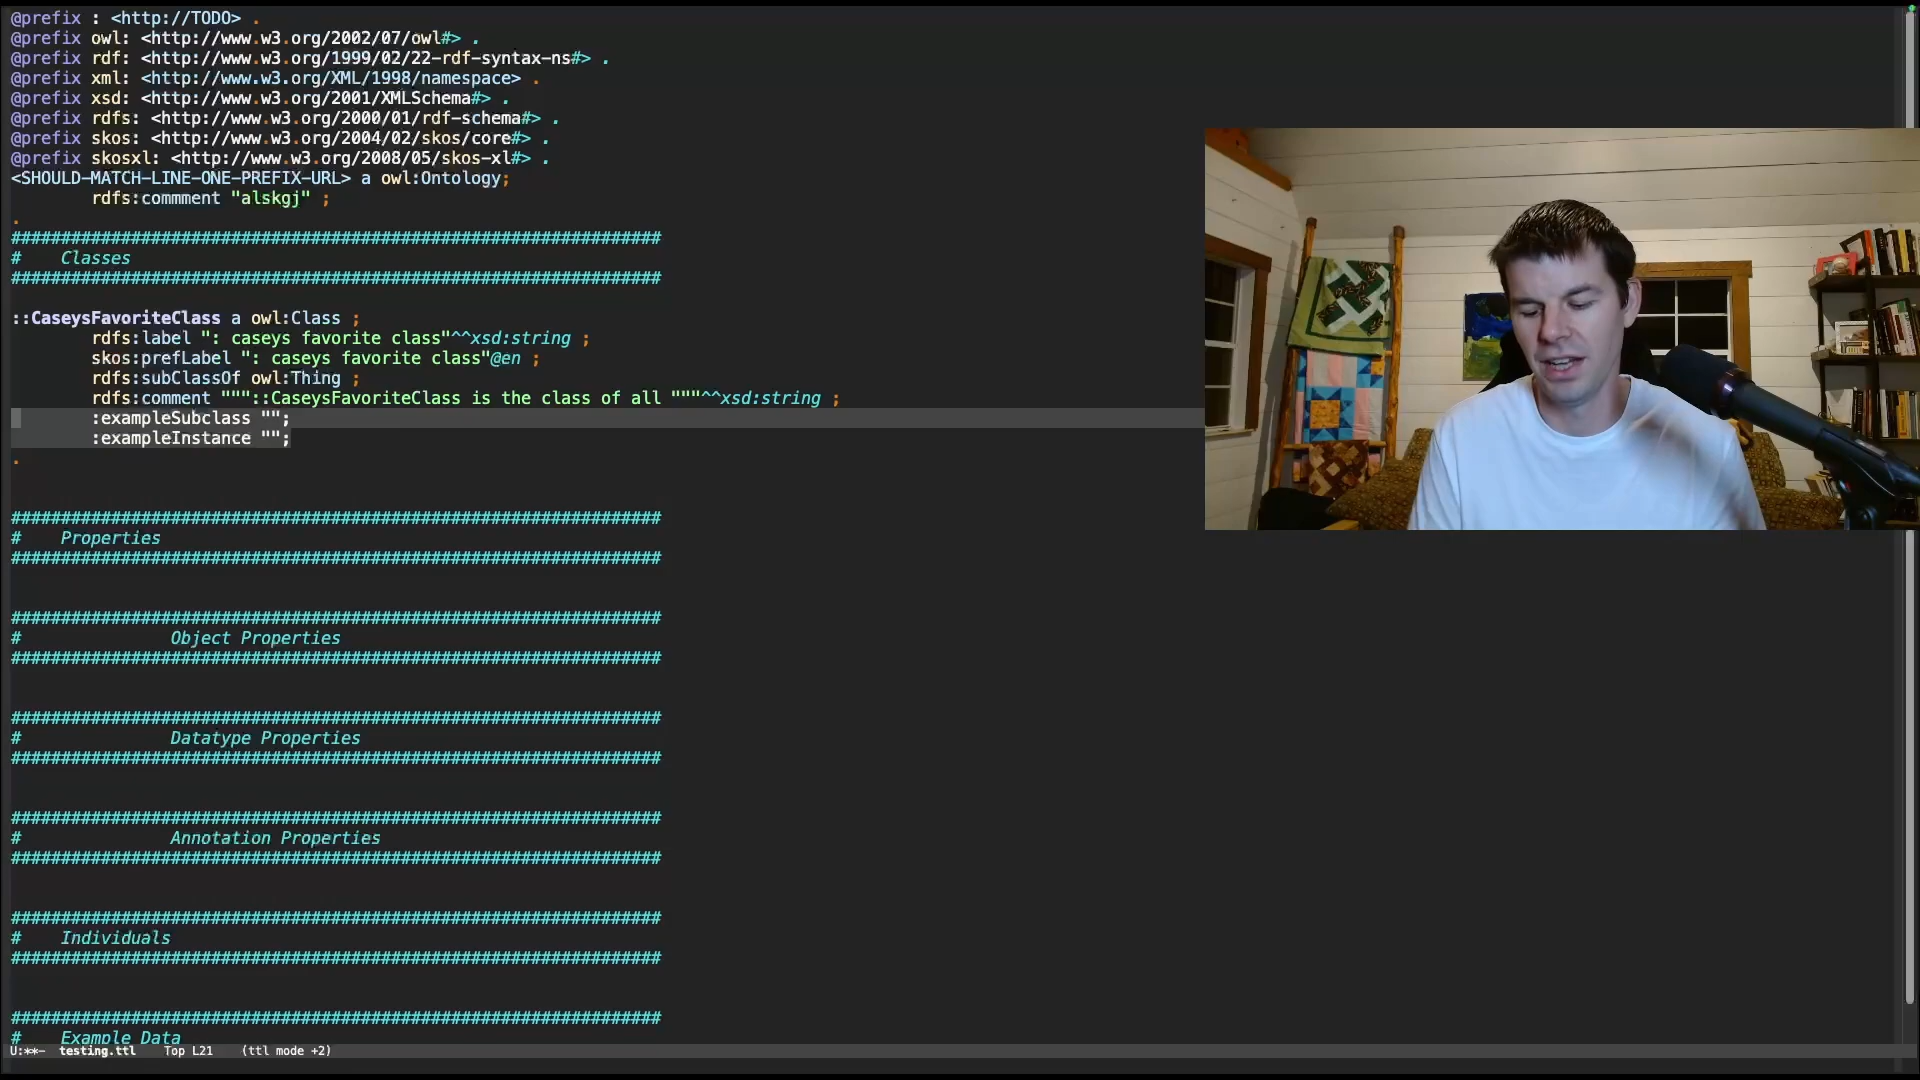 @prefix : <http://TODO> .
@prefix owl: <http://www.w3.org/2002/07/owl#> .
@prefix rdf: <http://www.w3.org/1999/02/22-rdf-syntax-ns#> .
@prefix xml: <http://www.w3.org/XML/1998/namespace> .
@prefix xsd: <http://www.w3.org/2001/XMLSchema#> .
@prefix rdfs: <http://www.w3.org/2000/01/rdf-schema#> .
@prefix skos: <http://www.w3.org/2004/02/skos/core#> .
@prefix skosxl: <http://www.w3.org/2008/05/skos-xl#> .
<SHOULD-MATCH-LINE-ONE-PREFIX-URL> a owl:Ontology;
rdfs:commment "alskgj" ;
.
#################################################################
# Classes
#################################################################
::CaseysFavoriteClass a owl:Class ;
rdfs:label ": caseys favorite class"^^xsd:string ;
skos:prefLabel ": caseys favorite class"@en ;
rdfs:subClassOf owl:Thing ;
rdfs:comment """::CaseysFavoriteClass is the class of all """^^xsd:string ;
:exampleSubclass "";
:exampleInstance "";
.
#################################################################
# Properties
#################################################################
#################################################################
# Object Properties
#################################################################
#################################################################
# Datatype Properties
#################################################################
#################################################################
# Annotation Properties
#################################################################
#################################################################
# Individuals
#################################################################
#################################################################
# Example Data
U:**- testing.ttl Top L21 (ttl mode +2)